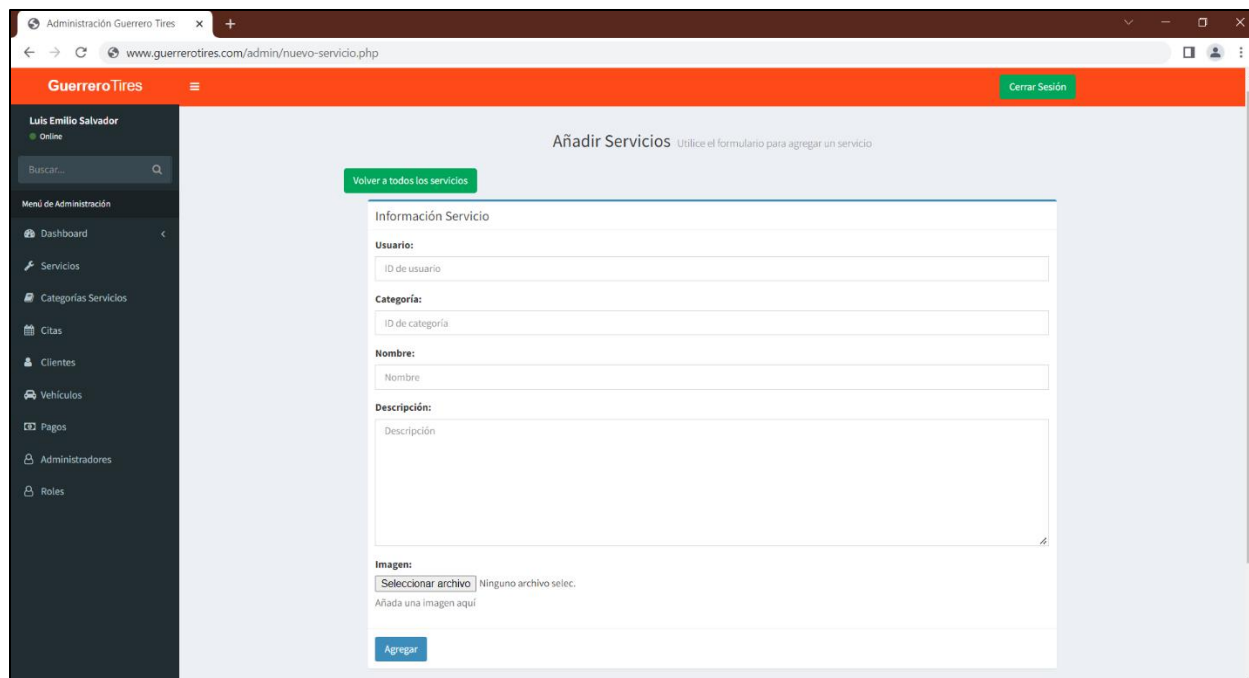 Administración Guerrero Tires
www.guerrerotires.com/admin/nuevo-servicio.php
GuerreroTires
Cerrar Sesión
Luis Emilio Salvador
Online
Buscar...
Menú de Administración
Dashboard
Servicios
Categorías Servicios
Citas
Clientes
Vehículos
Pagos
Administradores
Roles
Añadir Servicios Utilice el formulario para agregar un servicio
Volver a todos los servicios
Información Servicio
Usuario:
ID de usuario
Categoría:
ID de categoría
Nombre:
Nombre
Descripción:
Descripción
Imagen:
Seleccionar archivo Ninguno archivo selec.
Añada una imagen aquí
Agregar